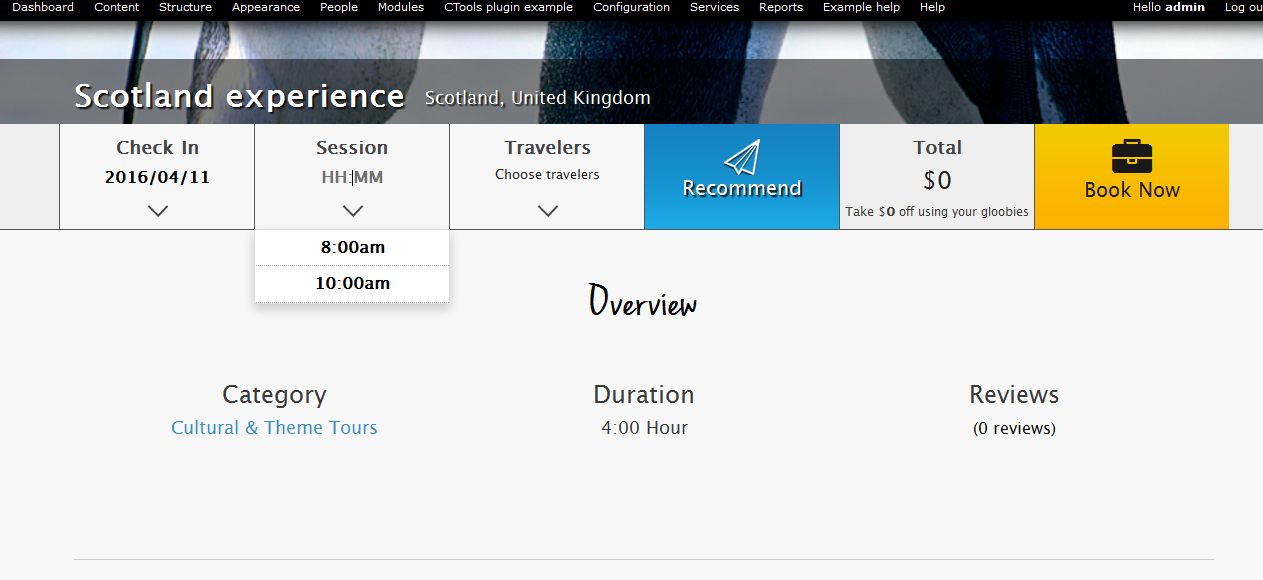 Dashboard Content Structure Appearance People Modules CTools plugin example Configuration Services Reports Example help Help Hello admin Log ou
Scotland experience Scotland, United Kingdom
Check In
2016/04/11
Session
HH:MM
8:00am
10:00am
Travelers
Choose travelers
Recommend
Total
$0
Take $0 off using your gloobies
Book Now
Overview
Category
Cultural & Theme Tours
Duration
4:00 Hour
Reviews
(0 reviews)